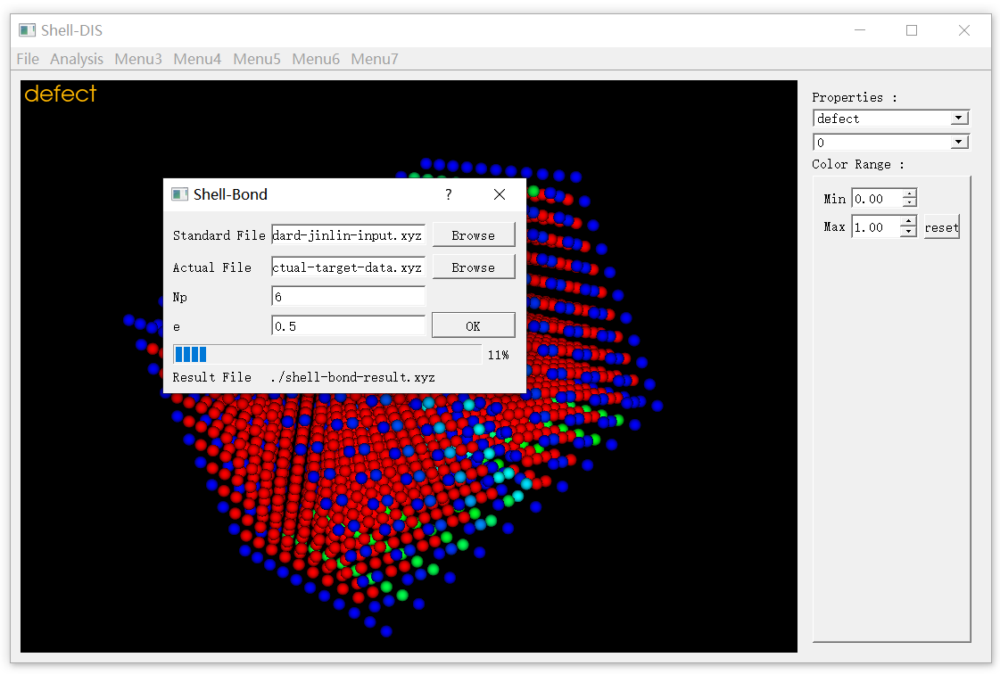 Shell-DIS
File Analysis Menu3 Menu4 Menu5 Menu6 Menu7
defect
Properties :
defect
0
Color Range :
Min 0.00
Max 1.00 reset
Shell-Bond ?
Standard File dard-jinlin-input.xyz Browse
Actual File ctual-target-data.xyz Browse
Np 6
e 0.5 OK
11%
Result File ./shell-bond-result.xyz